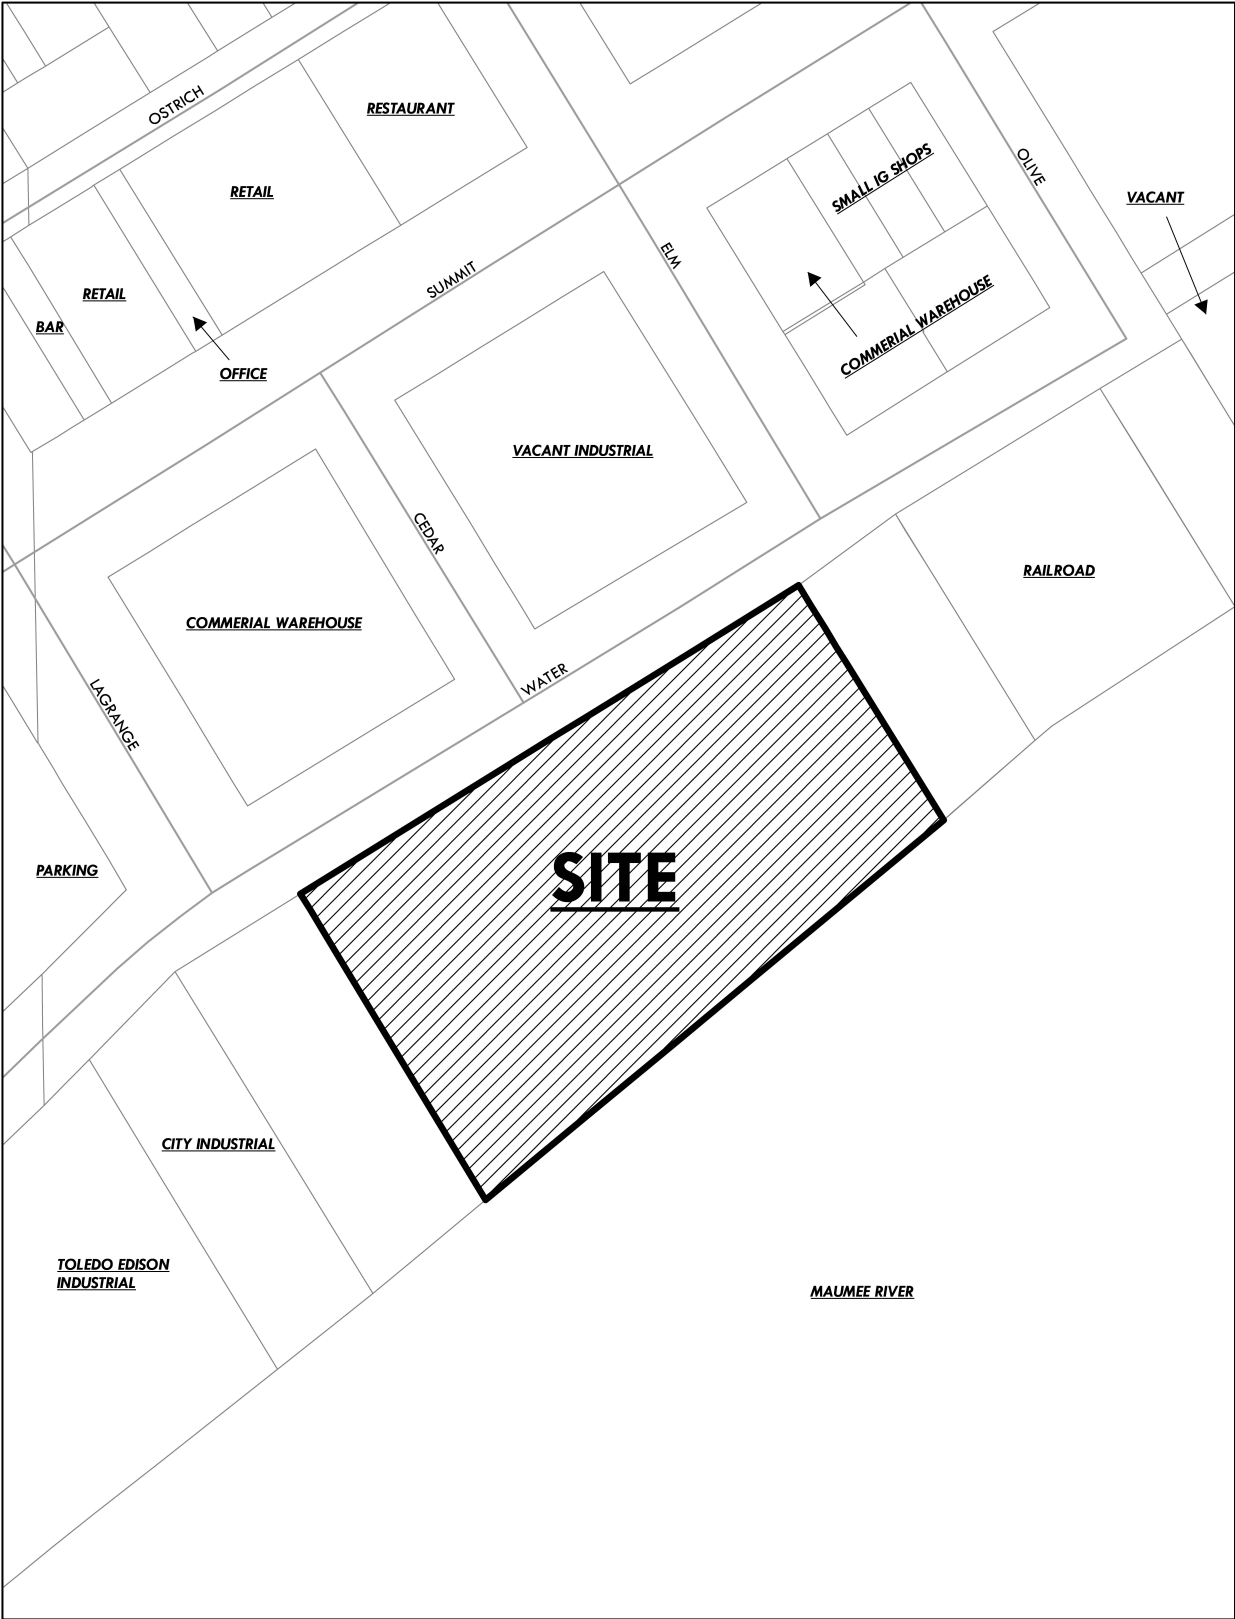 OSTRICH
RESTAURANT
SMALL IG SHOPS
OLIVE
RETAIL
VACANT
ELM
SUMMIT
RETAIL
BAR
COMMERIAL WAREHOUSE
OFFICE
VACANT INDUSTRIAL
CEDAR
RAILROAD
COMMERIAL WAREHOUSE
WATER
LAGRANGE
PARKING
SITE
CITY INDUSTRIAL
TOLEDO EDISON
INDUSTRIAL
MAUMEE RIVER